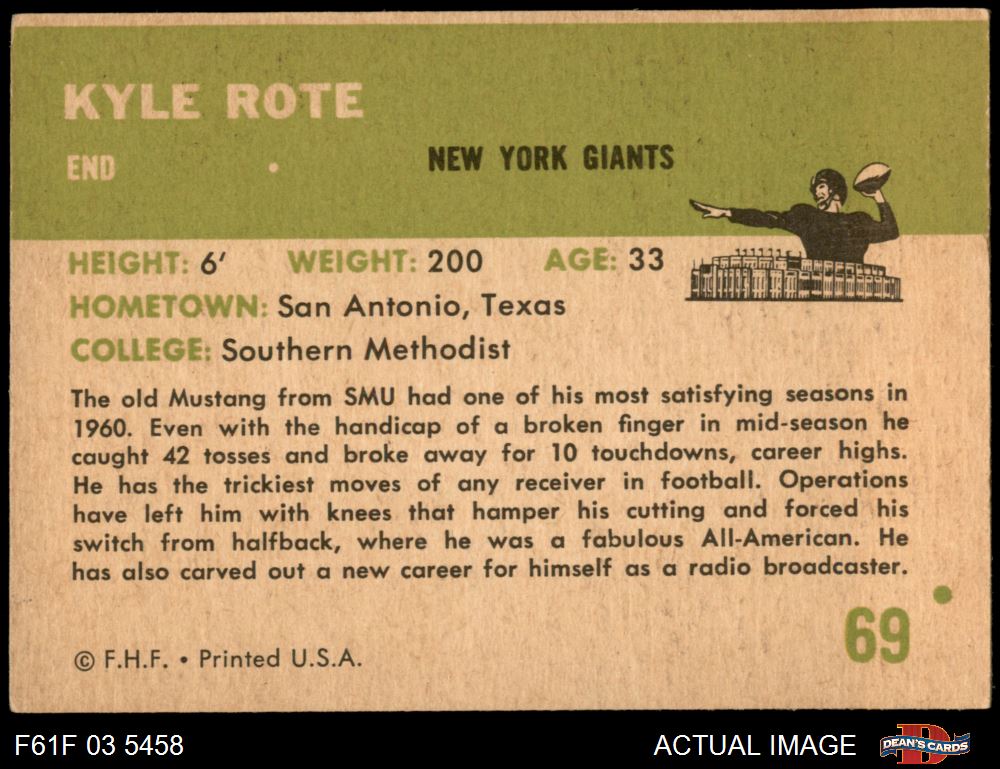 KYLE ROTE
END
NEW YORK GIANTS
HEIGHT: 6' WEIGHT: 200 AGE: 33
HOMETOWN: San Antonio, Texas
COLLEGE: Southern Methodist
The old Mustang from SMU had one of his most satisfying seasons in
1960. Even with the handicap of a broken finger in mid-season he
caught 42 tosses and broke away for 10 touchdowns, career highs.
He has the trickiest moves of any receiver in football. Operations
have left him with knees that hamper his cutting and forced his
switch from halfback, where he was a fabulous All-American. He
has also carved out a new career for himself as a radio broadcaster.
69
© F.H.F. • Printed U.S.A.
F61F 03 5458
ACTUAL IMAGE
D
DEAN'S CARDS